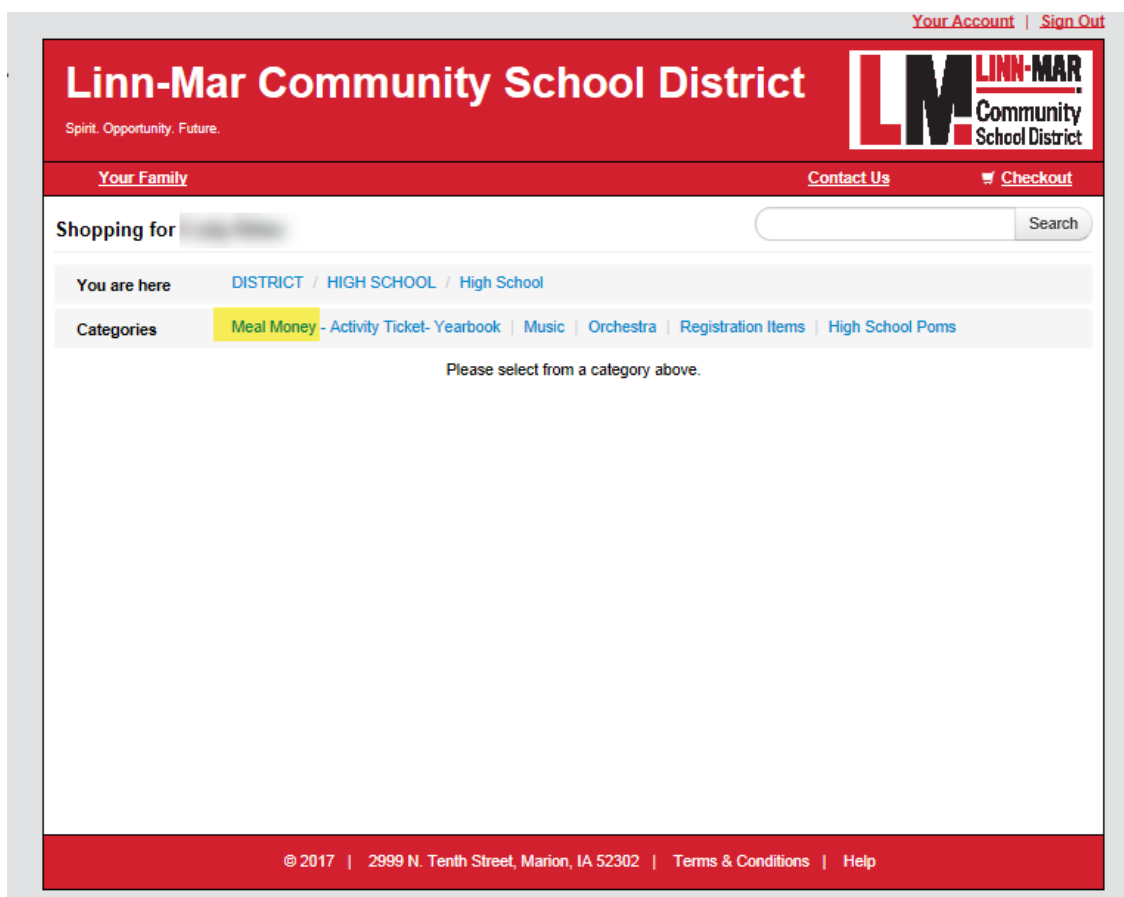 Your Account | Sign Out
Linn-Mar Community School District
Spirit. Opportunity. Future.
LM LINN-MAR
Community
School District
Your Family Contact Us Checkout
Shopping for Search
You are here DISTRICT / HIGH SCHOOL / High School
Categories Meal Money - Activity Ticket- Yearbook | Music | Orchestra | Registration Items | High School Poms
Please select from a category above.
© 2017 | 2999 N. Tenth Street, Marion, IA 52302 | Terms & Conditions | Help